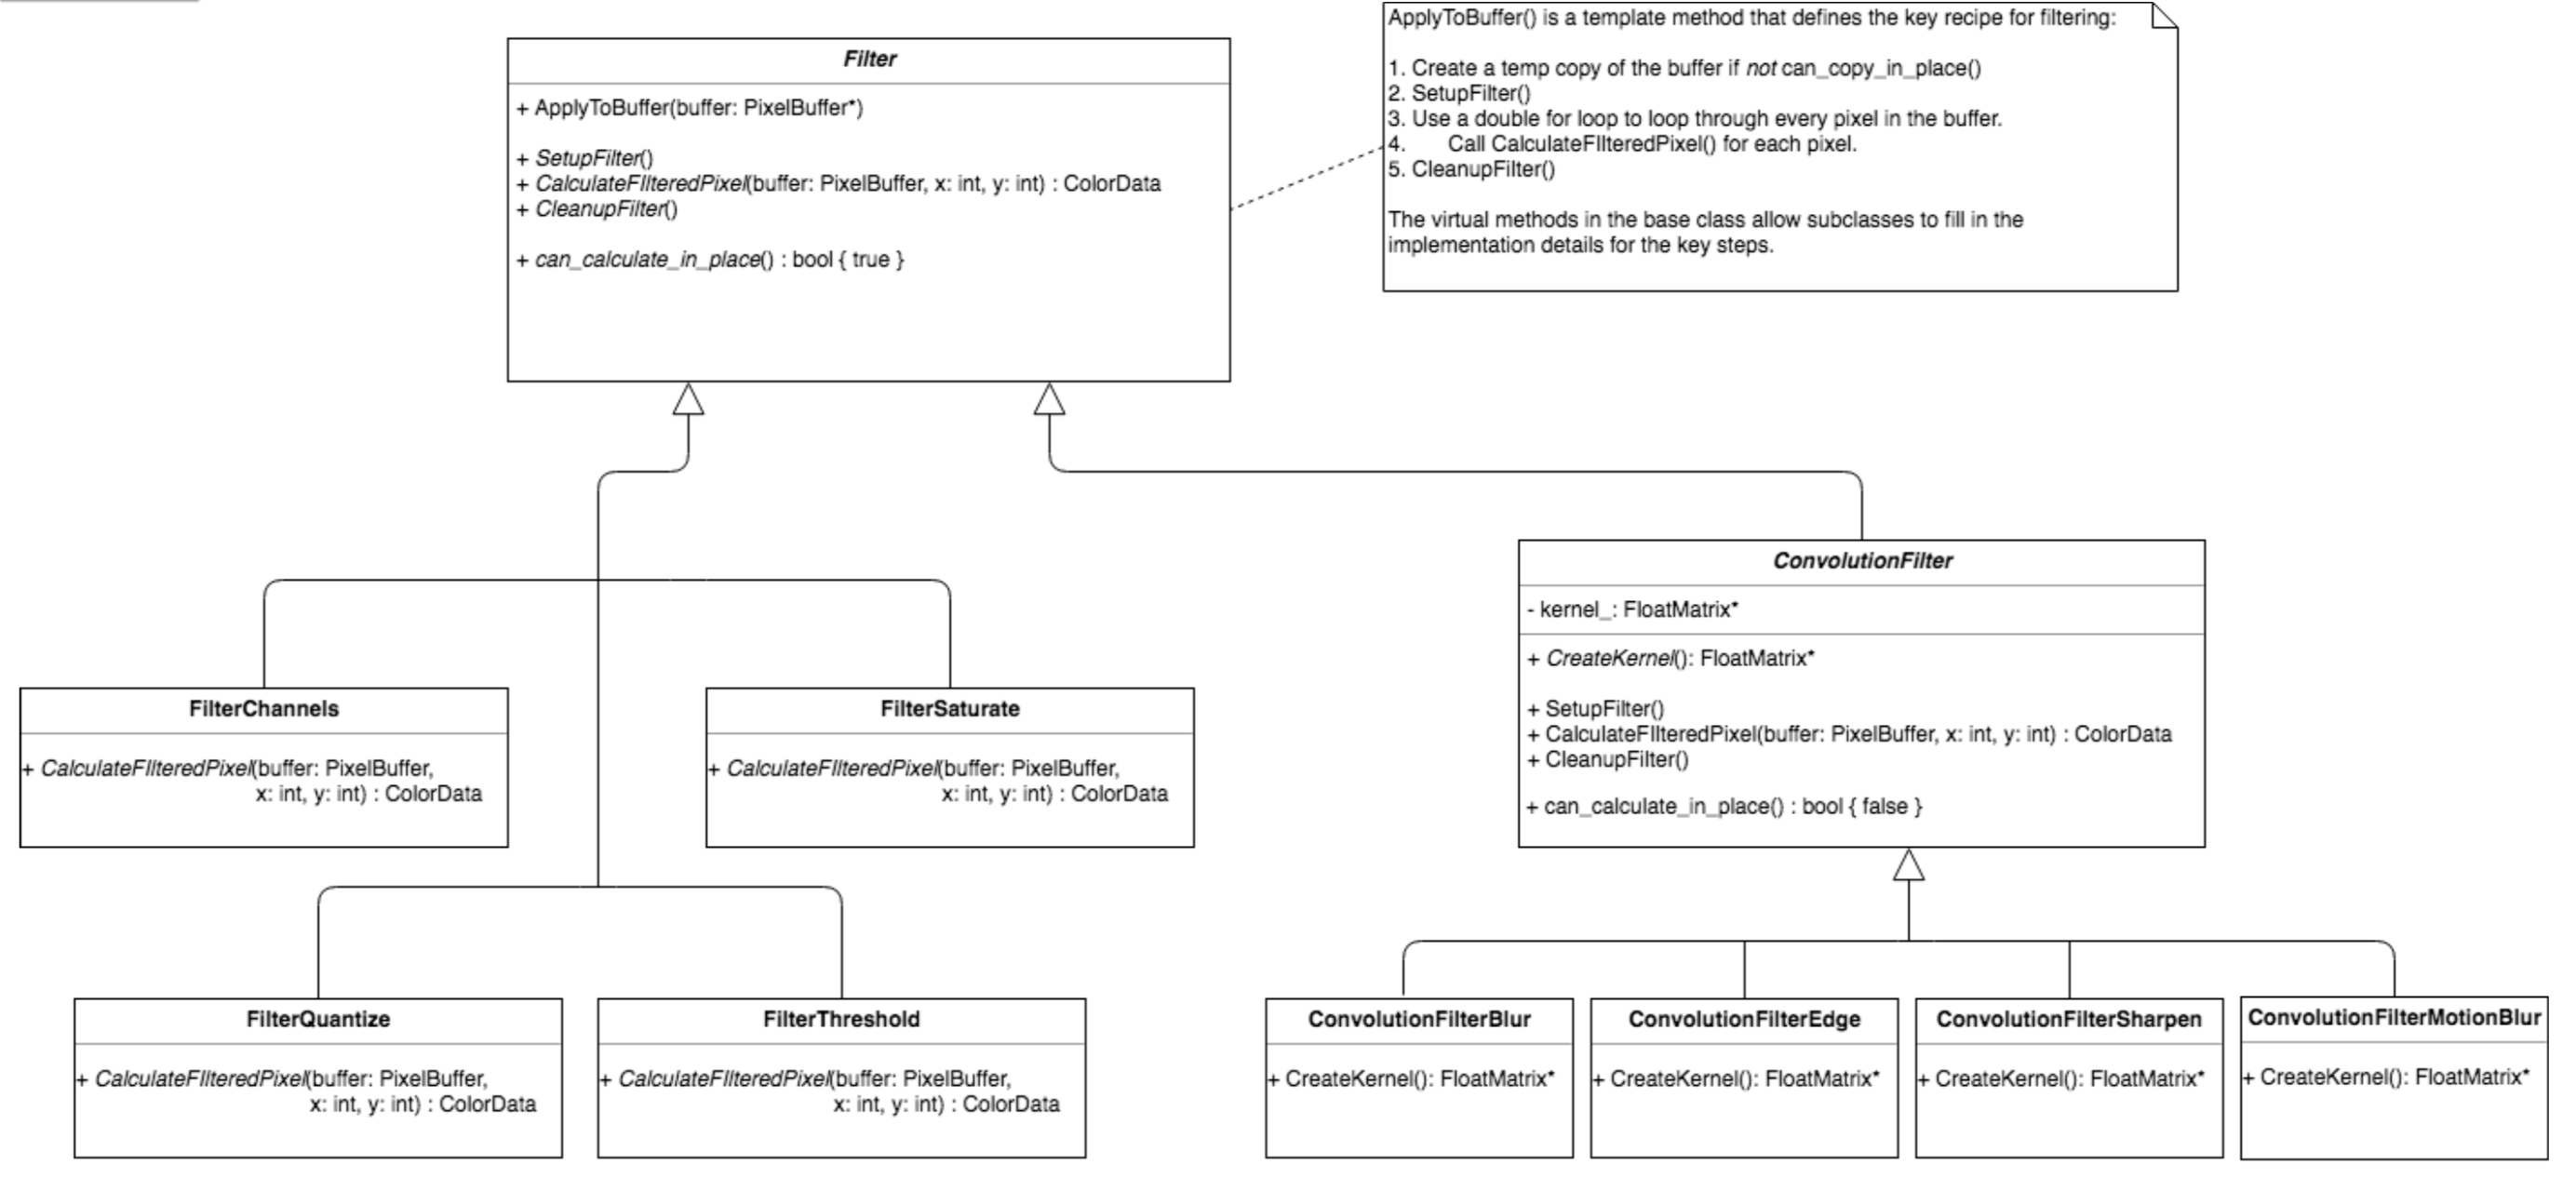 Filter
+ ApplyToBuffer(buffer: PixelBuffer*)
+ SetupFilter()
+ CalculateFIlteredPixel(buffer: PixelBuffer, x: int, y: int) : ColorData
+ CleanupFilter()
+ can_calculate_in_place() : bool { true }
ApplyToBuffer() is a template method that defines the key recipe for filtering:
1. Create a temp copy of the buffer if not can_copy_in_place()
2. SetupFilter()
3. Use a double for loop to loop through every pixel in the buffer.
4. Call CalculateFIlteredPixel() for each pixel.
5. CleanupFilter()
The virtual methods in the base class allow subclasses to fill in the
implementation details for the key steps.
ConvolutionFilter
- kernel_: FloatMatrix*
+ CreateKernel(): FloatMatrix*
+ SetupFilter()
+ CalculateFIlteredPixel(buffer: PixelBuffer, x: int, y: int) : ColorData
+ CleanupFilter()
+ can_calculate_in_place() : bool { false }
FilterChannels
+ CalculateFIlteredPixel(buffer: PixelBuffer,
x: int, y: int) : ColorData
FilterSaturate
+ CalculateFIlteredPixel(buffer: PixelBuffer,
x: int, y: int) : ColorData
FilterQuantize
+ CalculateFIlteredPixel(buffer: PixelBuffer,
x: int, y: int) : ColorData
FilterThreshold
+ CalculateFIlteredPixel(buffer: PixelBuffer,
x: int, y: int) : ColorData
ConvolutionFilterBlur
+ CreateKernel(): FloatMatrix*
ConvolutionFilterEdge
+ CreateKernel(): FloatMatrix*
ConvolutionFilterSharpen
+ CreateKernel(): FloatMatrix*
ConvolutionFilterMotionBlur
+ CreateKernel(): FloatMatrix*